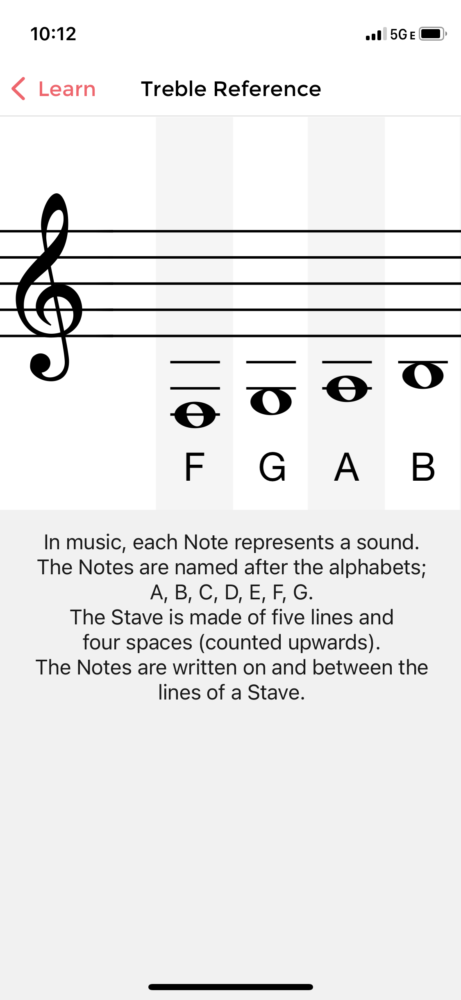 10:12
5G E
Learn
Treble Reference
F G A B
In music, each Note represents a sound.
The Notes are named after the alphabets;
A, B, C, D, E, F, G.
The Stave is made of five lines and
four spaces (counted upwards).
The Notes are written on and between the
lines of a Stave.